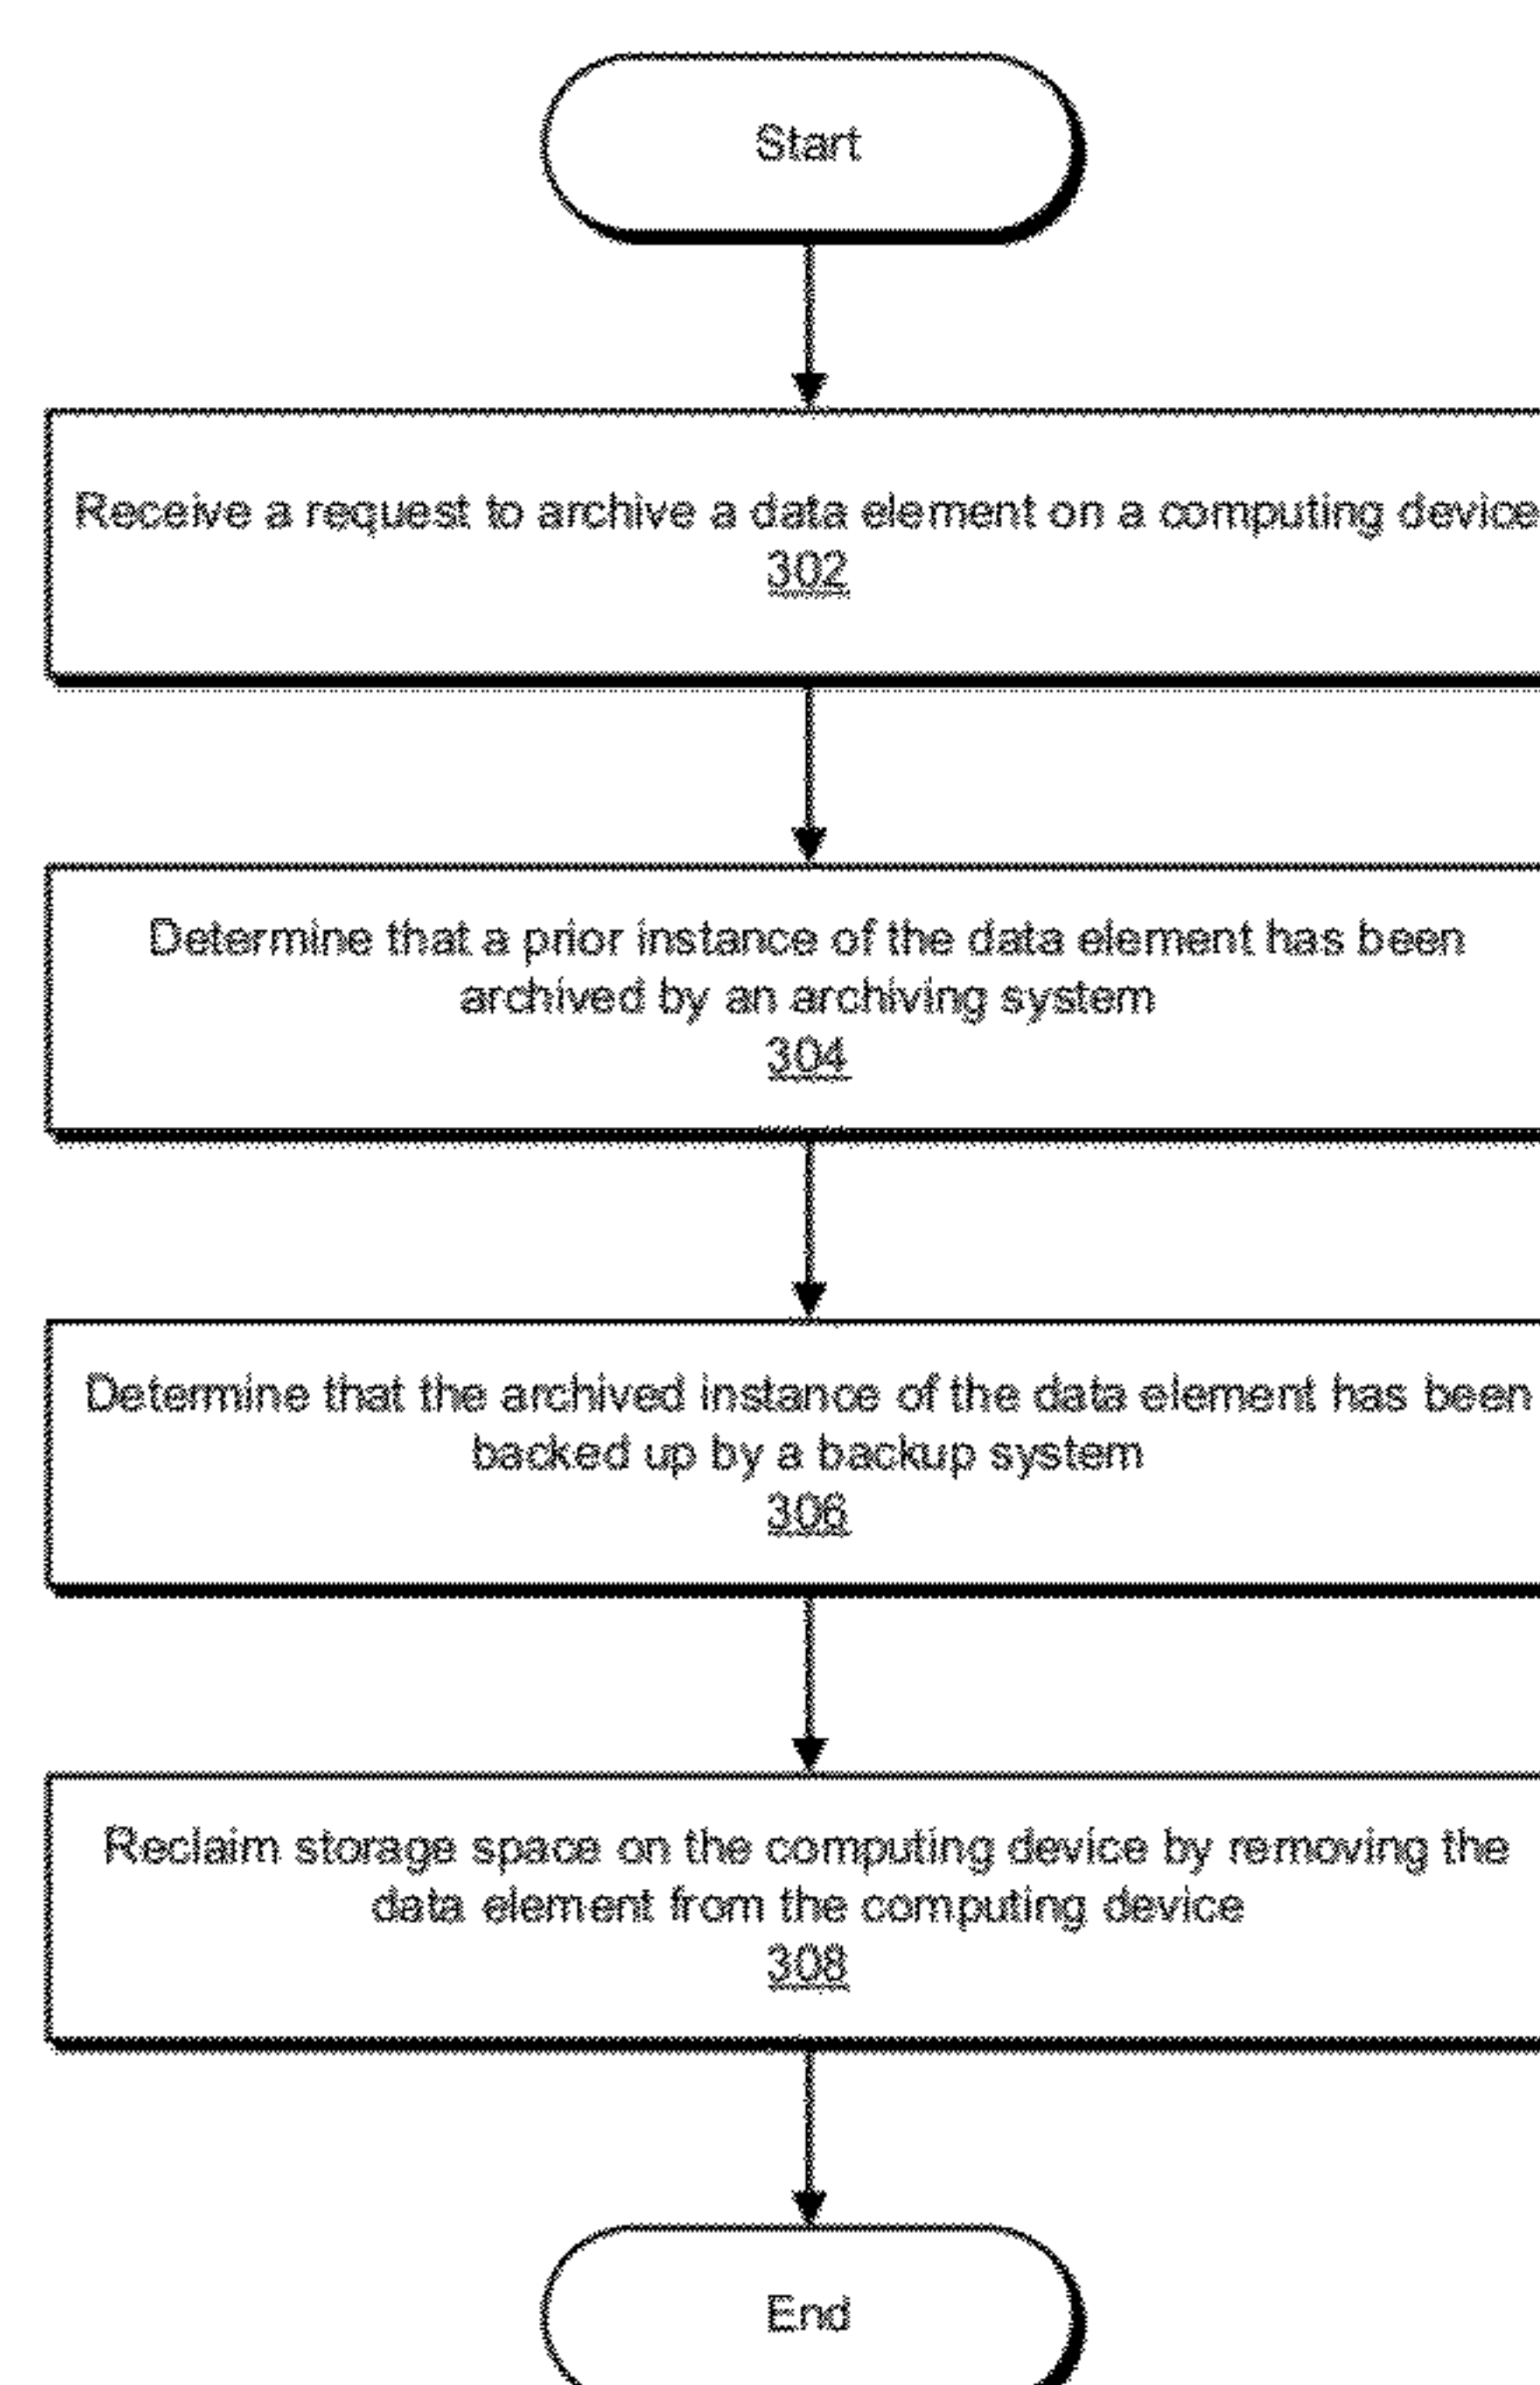 Start
Receive a request to archive a data element on a computing device
302
Determine that a prior instance of the data element has been
archived by an archiving system
304
Determine that the archived instance of the data element has been
backed up by a backup system
306
Reclaim storage space on the computing device by removing the
data element from the computing device
308
End